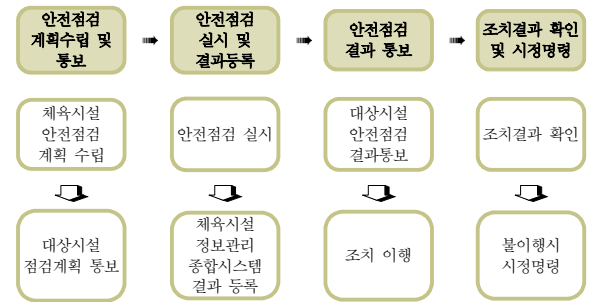 안전점검
계획수립 및
통보
안전점검
실시 및
결과등록
안전점검
결과 통보
조치결과 확인
및 시정명령
체육시설
안전점검
계획 수립
안전점검 실시
대상시설
안전점검
결과통보
조치결과 확인
대상시설
점검계획 통보
체육시설
정보관리
종합시스템
결과 등록
조치 이행
불이행시
시정명령